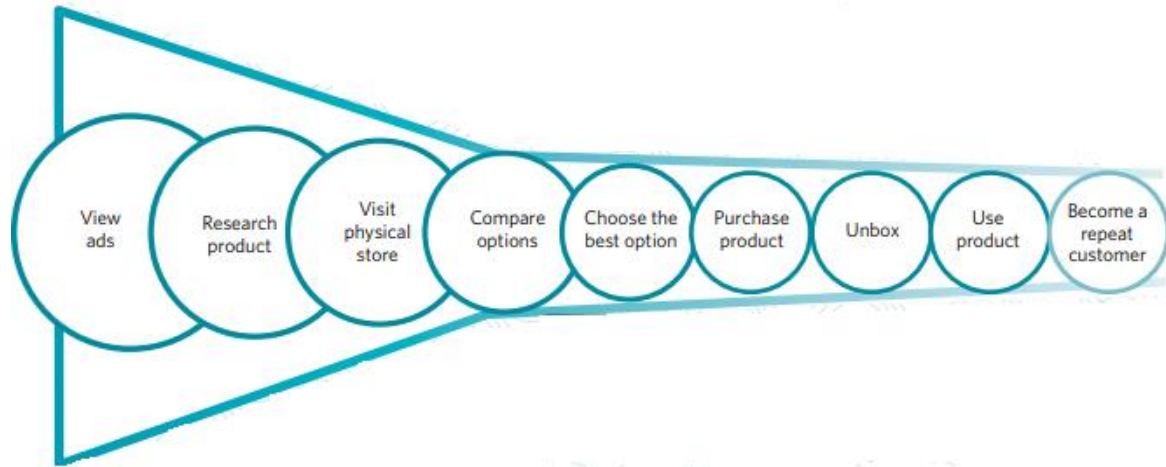 View
ads
Research
product
Visit
physical
store
Compare
options
Choose the
best option
Purchase
product
Unbox
Use
product
Become a
repeat
customer